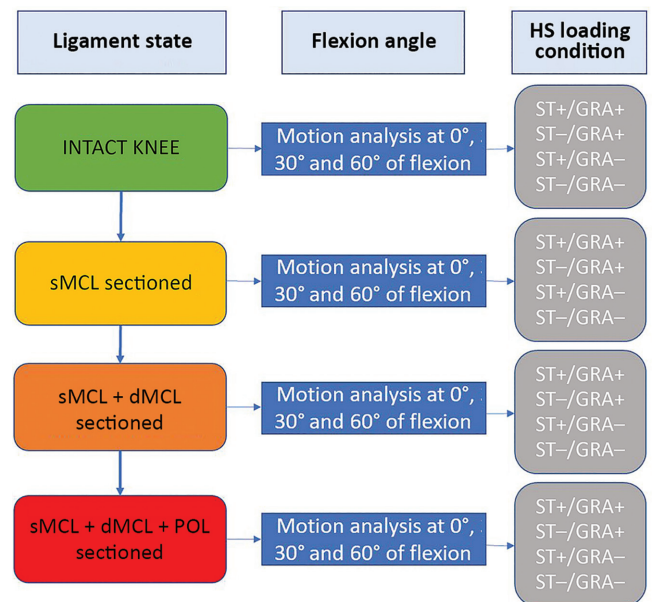 Ligament state
Flexion angle
HS loading
condition
INTACT KNEE
Motion analysis at 0°,
30° and 60° of flexion
ST+/GRA+
ST−/GRA+
ST+/GRA−
ST−/GRA−
sMCL sectioned
Motion analysis at 0°,
30° and 60° of flexion
ST+/GRA+
ST−/GRA+
ST+/GRA−
ST−/GRA−
sMCL + dMCL
sectioned
Motion analysis at 0°,
30° and 60° of flexion
ST+/GRA+
ST−/GRA+
ST+/GRA−
ST−/GRA−
sMCL + dMCL + POL
sectioned
Motion analysis at 0°,
30° and 60° of flexion
ST+/GRA+
ST−/GRA+
ST+/GRA−
ST−/GRA−